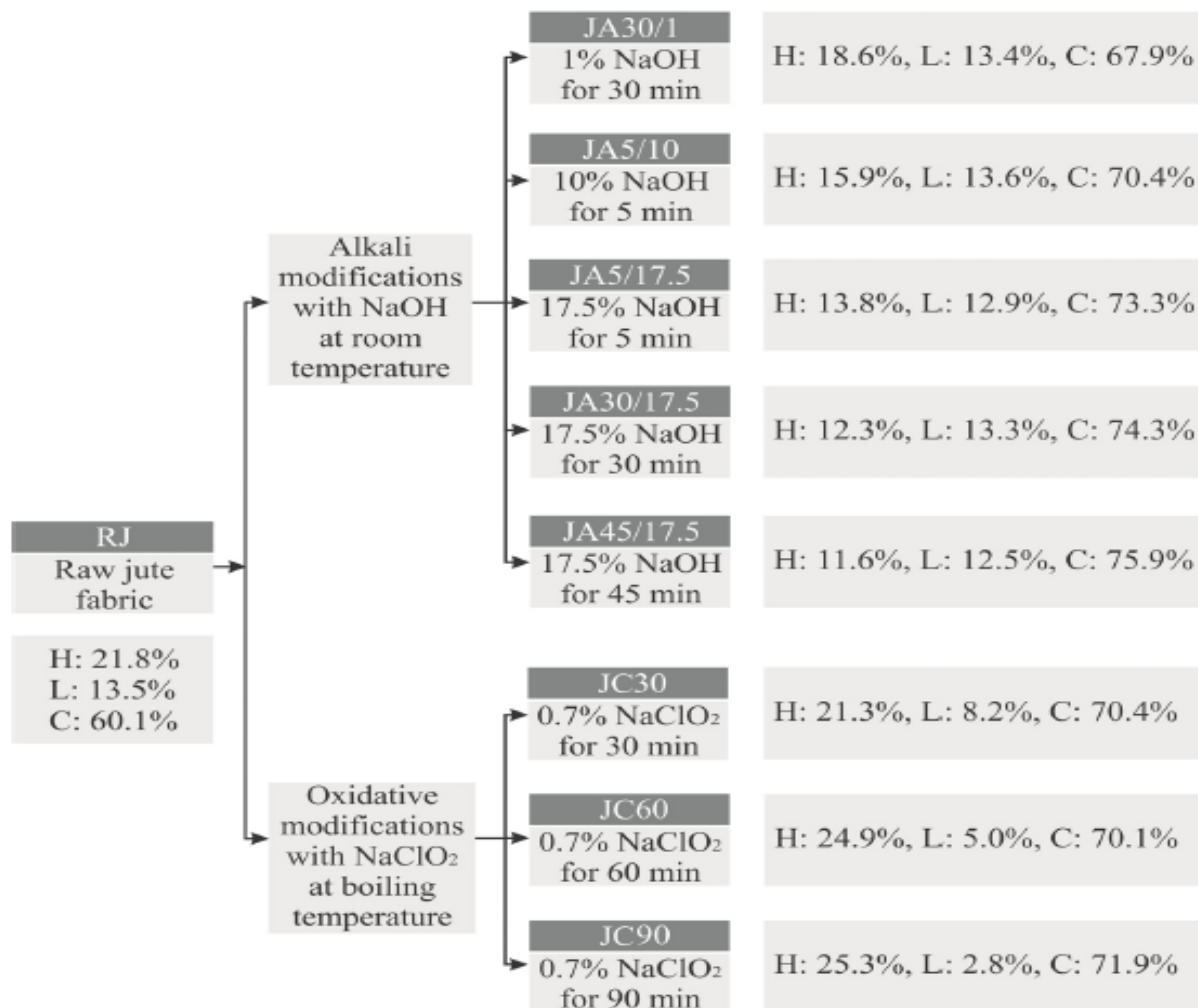 RJ
Raw jute
fabric
H: 21.8%
L: 13.5%
C: 60.1%
Alkali
modifications
with NaOH
at room
temperature
JA30/1
1% NaOH
for 30 min
H: 18.6%, L: 13.4%, C: 67.9%
JA5/10
10% NaOH
for 5 min
H: 15.9%, L: 13.6%, C: 70.4%
JA5/17.5
17.5% NaOH
for 5 min
H: 13.8%, L: 12.9%, C: 73.3%
JA30/17.5
17.5% NaOH
for 30 min
H: 12.3%, L: 13.3%, C: 74.3%
JA45/17.5
17.5% NaOH
for 45 min
H: 11.6%, L: 12.5%, C: 75.9%
Oxidative
modifications
with NaClO₂
at boiling
temperature
JC30
0.7% NaClO₂
for 30 min
H: 21.3%, L: 8.2%, C: 70.4%
JC60
0.7% NaClO₂
for 60 min
H: 24.9%, L: 5.0%, C: 70.1%
JC90
0.7% NaClO₂
for 90 min
H: 25.3%, L: 2.8%, C: 71.9%